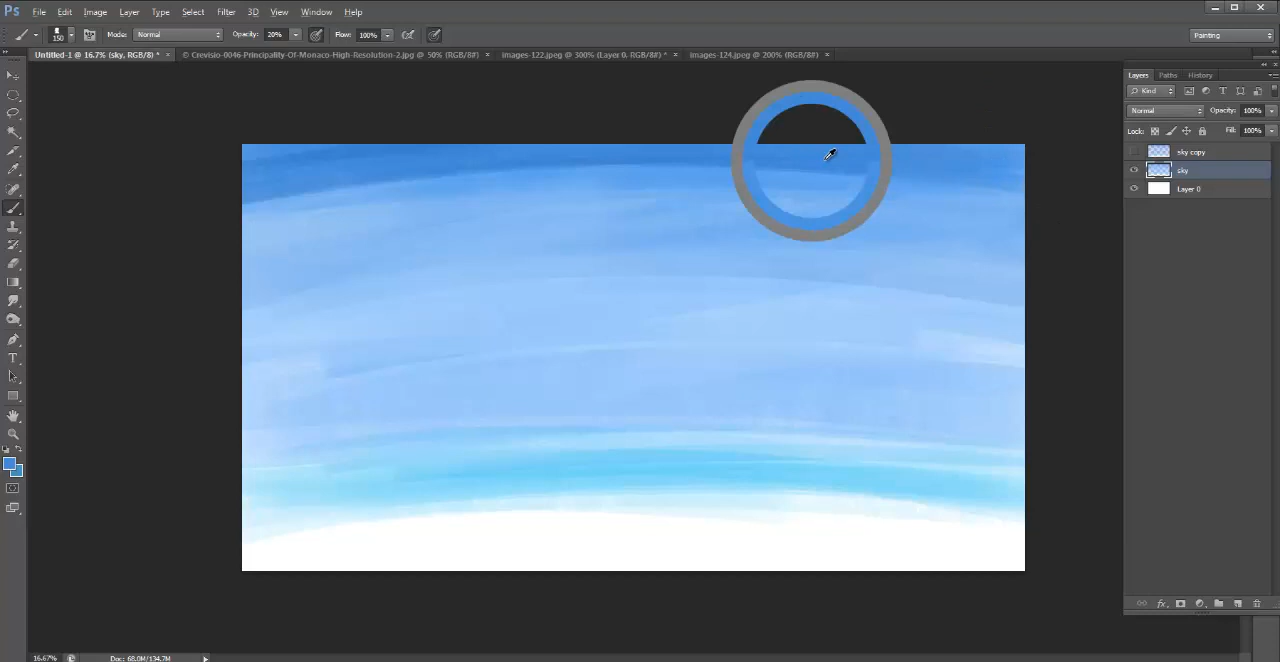 Ps File Edit Image Layer Type Select Filter 3D View Window Help
150 Mode: Normal Opacity: 20% Flow: 100% Painting
Untitled-1 @ 16.7% (sky, RGB/8) * × © Crevisio-0046-Principality-Of-Monaco-High-Resolution-2.jpg @ 50% (RGB/8#) × images-122.jpeg @ 300% (Layer 0, RGB/8#) * × images-124.jpeg @ 200% (RGB/8#) ×
Layers Paths History
Kind
Normal Opacity: 100%
Lock: Fill: 100%
sky copy
sky
Layer 0
16.67% Doc: 68.0M/134.7M